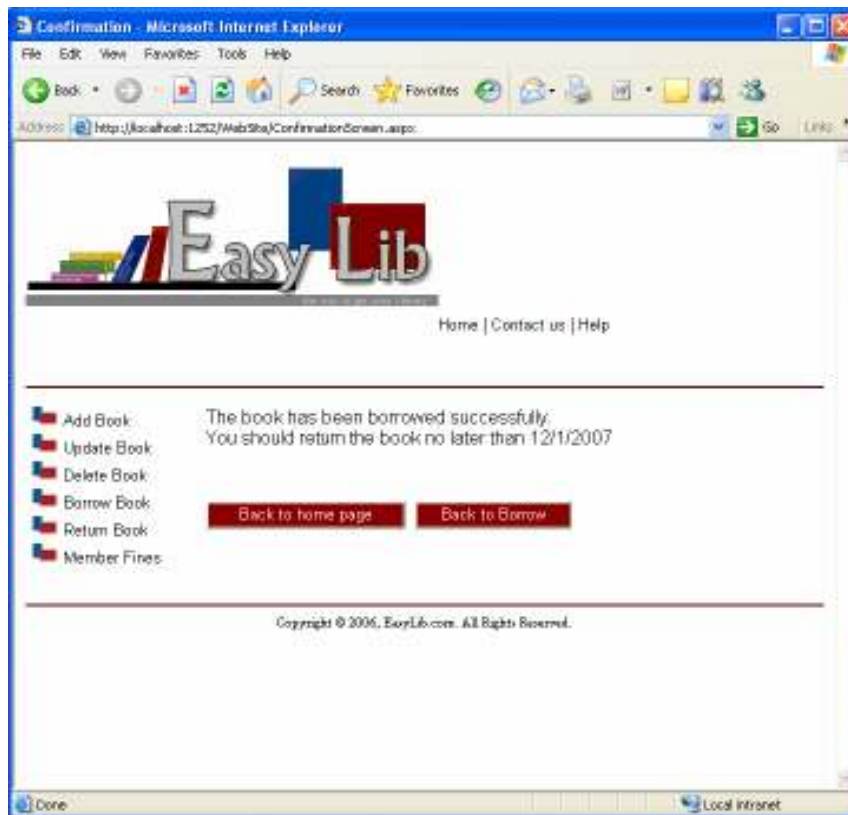 Confirmation - Microsoft Internet Explorer
File Edit View Favorites Tools Help
Back Search Favorites
Address http://localhost:1252/WebSite/ConfirmationScreen.aspx Go Links
Easy Lib
Home | Contact us | Help
Add Book
Update Book
Delete Book
Borrow Book
Return Book
Member Fines
The book has been borrowed successfully.
You should return the book no later than 12/1/2007
Back to home page Back to Borrow
Copyright © 2006, EasyLib.com. All Rights Reserved.
Done Local intranet